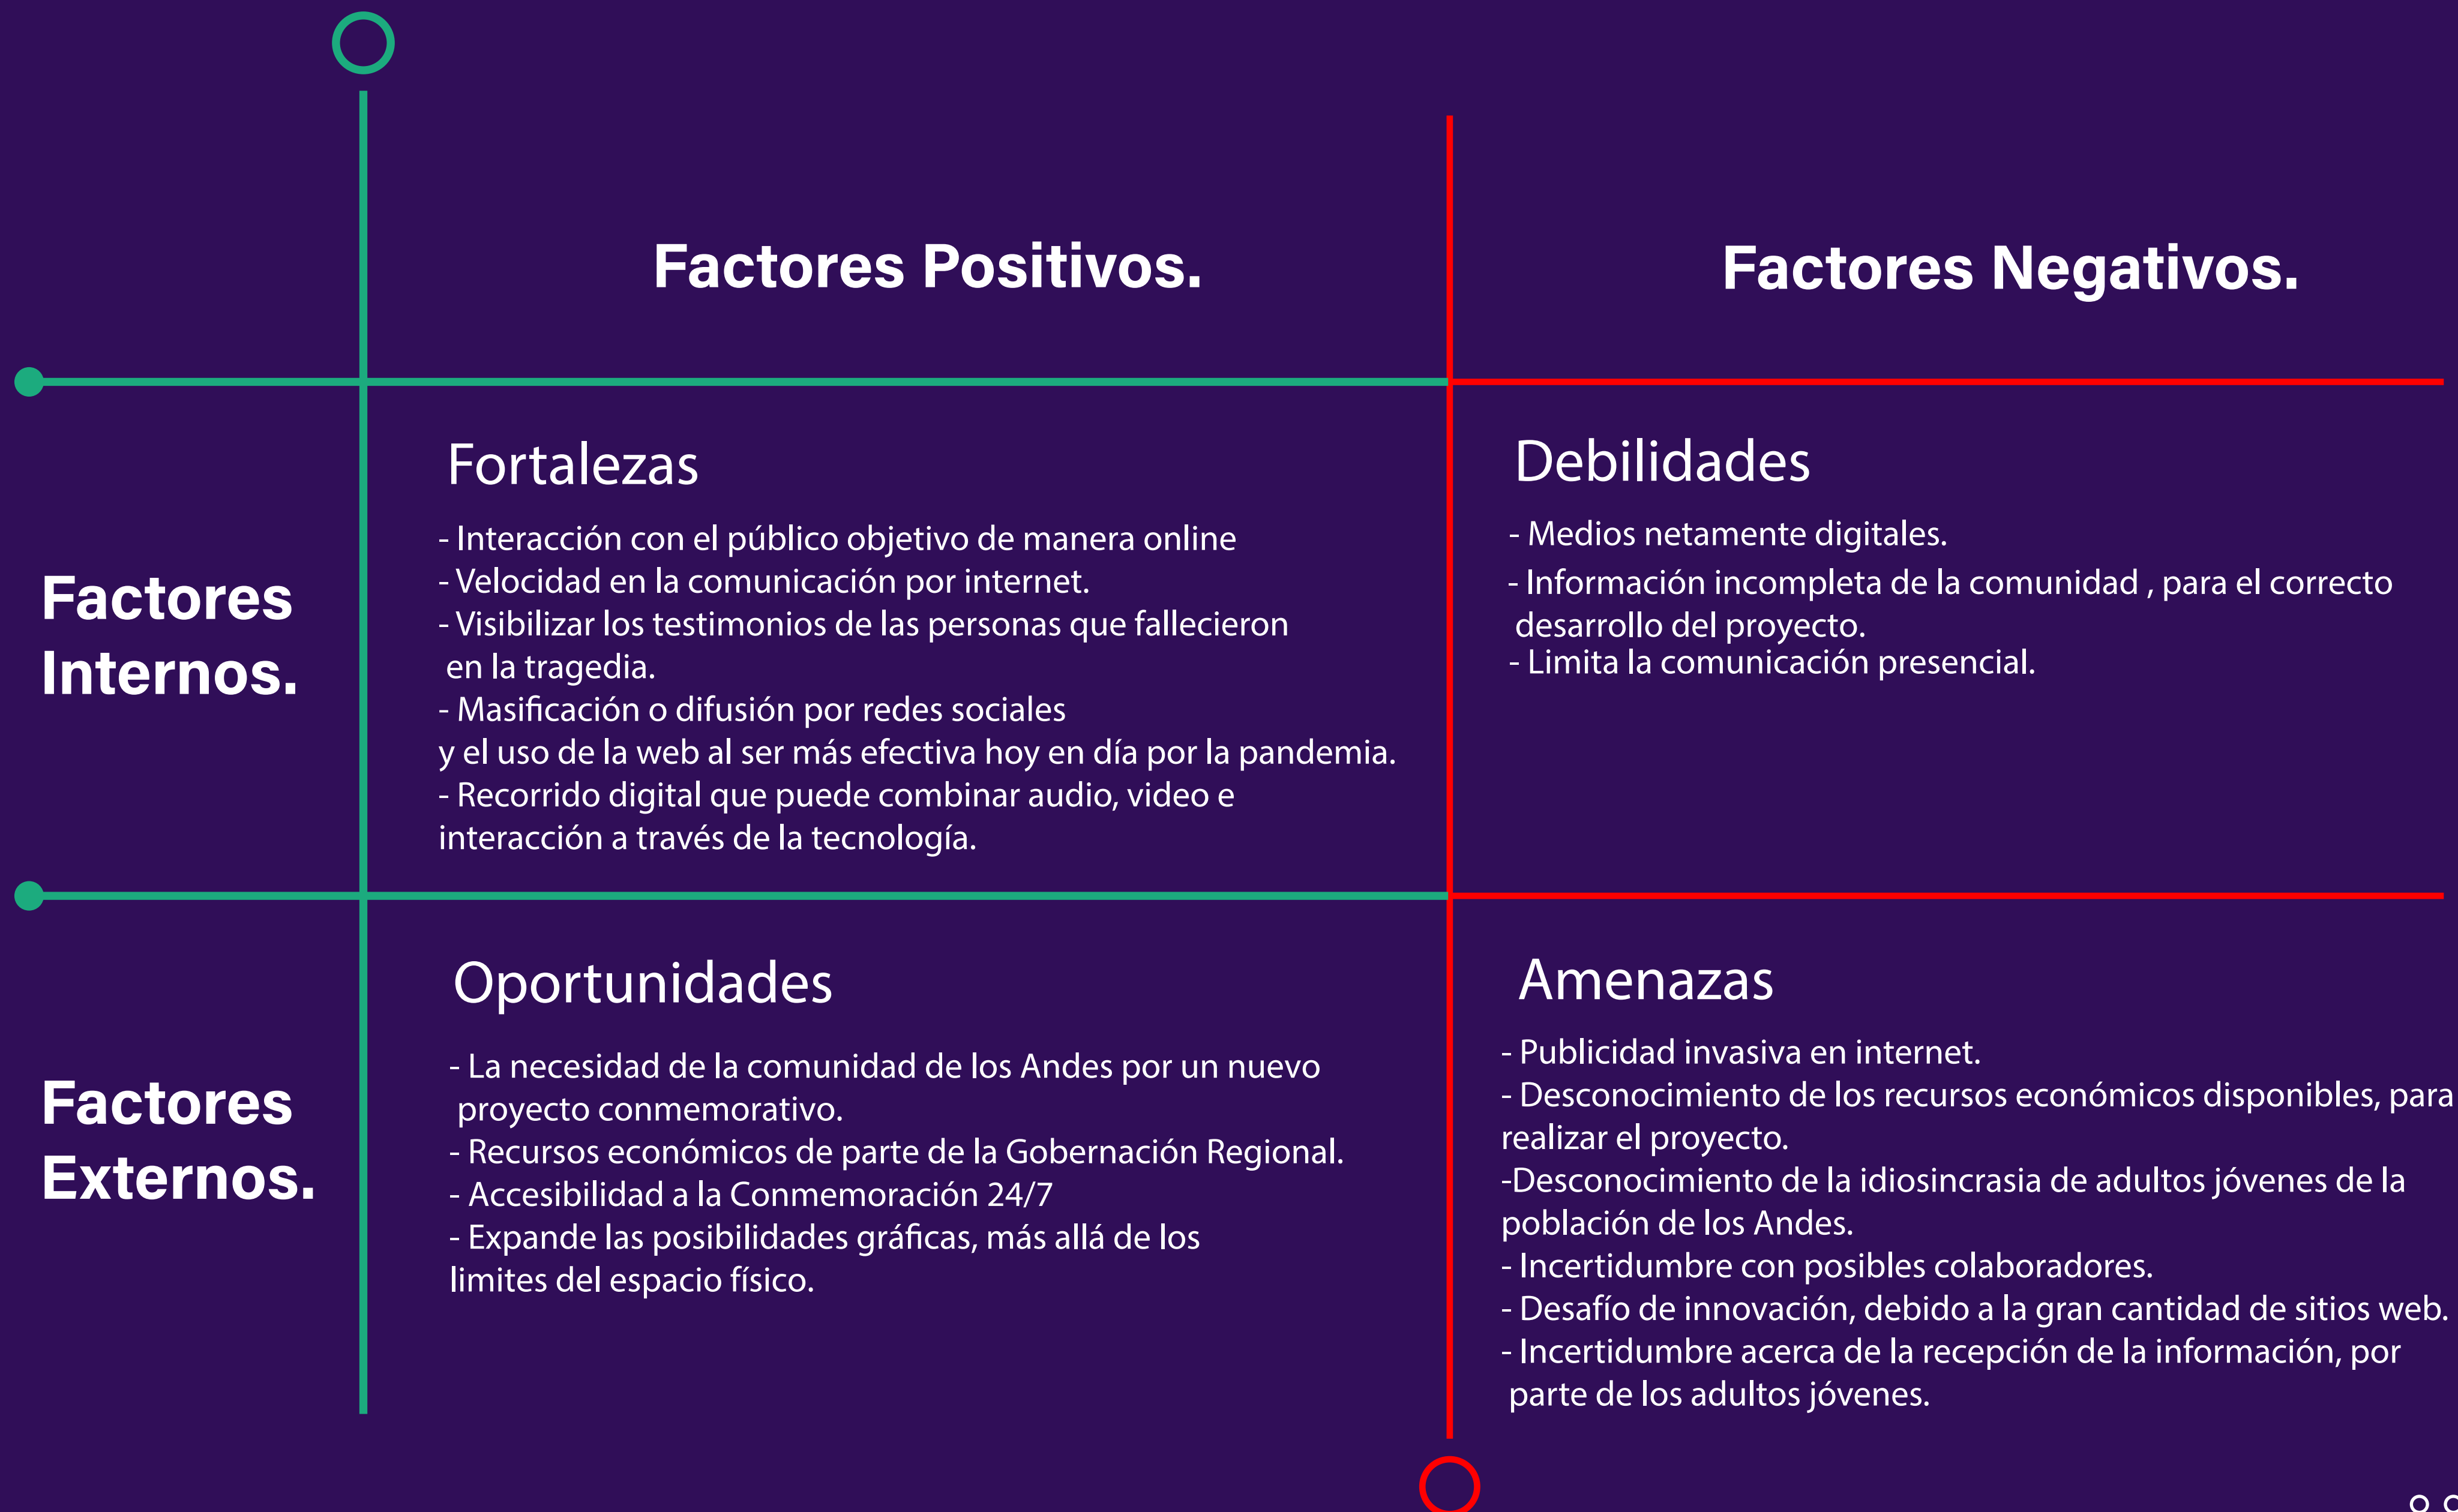 Factores Positivos.
Factores Negativos.
Factores
Internos.
Fortalezas
- Interacción con el público objetivo de manera online
- Velocidad en la comunicación por internet.
- Visibilizar los testimonios de las personas que fallecieron
en la tragedia.
- Masificación o difusión por redes sociales
y el uso de la web al ser más efectiva hoy en día por la pandemia.
- Recorrido digital que puede combinar audio, video e
interacción a través de la tecnología.
Debilidades
- Medios netamente digitales.
- Información incompleta de la comunidad , para el correcto
desarrollo del proyecto.
- Limita la comunicación presencial.
Factores
Externos.
Oportunidades
- La necesidad de la comunidad de los Andes por un nuevo
proyecto conmemorativo.
- Recursos económicos de parte de la Gobernación Regional.
- Accesibilidad a la Conmemoración 24/7
- Expande las posibilidades gráficas, más allá de los
limites del espacio físico.
Amenazas
- Publicidad invasiva en internet.
- Desconocimiento de los recursos económicos disponibles, para
realizar el proyecto.
-Desconocimiento de la idiosincrasia de adultos jóvenes de la
población de los Andes.
- Incertidumbre con posibles colaboradores.
- Desafío de innovación, debido a la gran cantidad de sitios web.
- Incertidumbre acerca de la recepción de la información, por
parte de los adultos jóvenes.